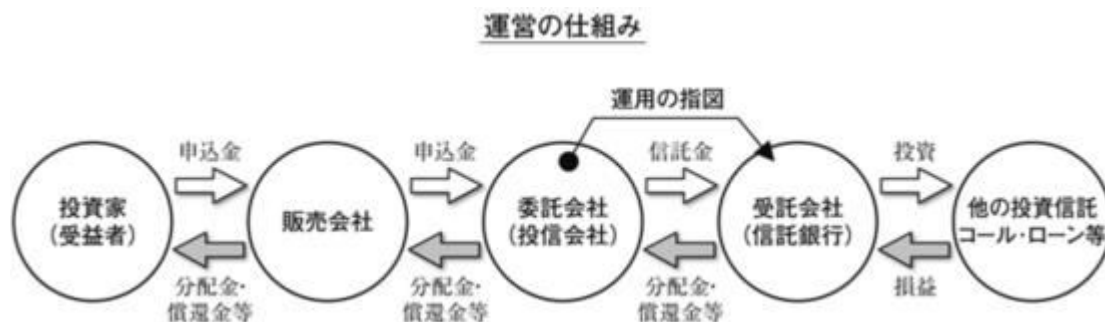 運営の仕組み
運用の指図
申込金
申込金
信託金
投資
投資家
(受益者)
販売会社
委託会社
(投信会社)
受託会社
(信託銀行)
他の投資信託
コール・ローン等
分配金・
償還金等
分配金・
償還金等
分配金・
償還金等
損益